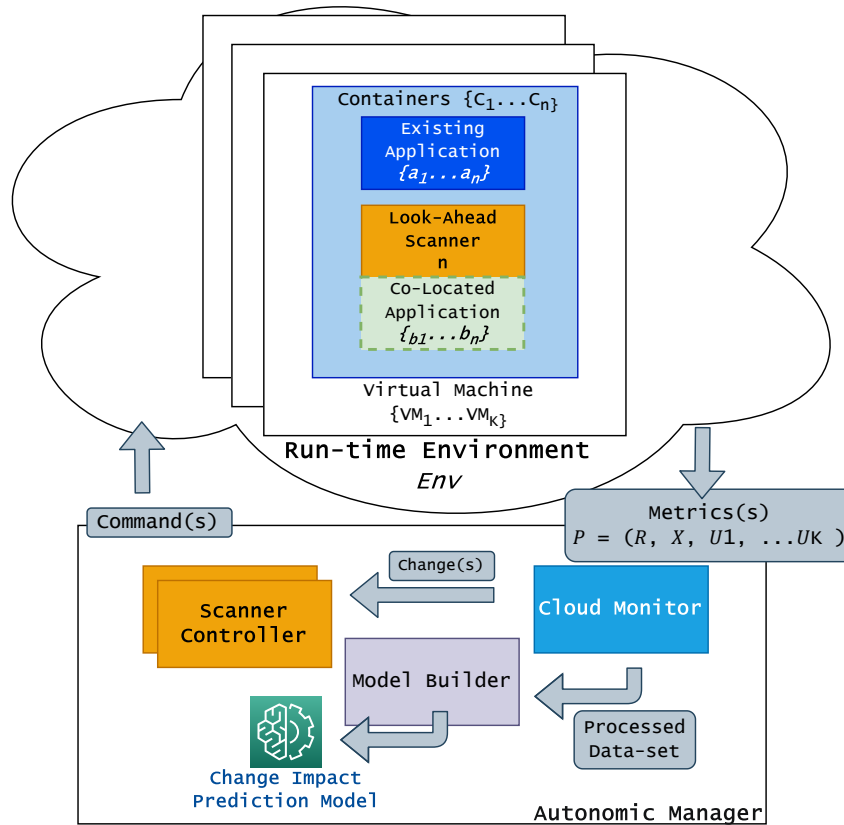 Containers {C₁...Cₙ}
Existing
Application
{a₁...aₙ}
Look-Ahead
Scanner
n
Co-Located
Application
{b1...bₙ}
Virtual Machine
{VM₁...VM_K}
Run-time Environment
Env
Command(s)
Metrics(s)
P = (R, X, U1, ...UK )
Change(s)
Scanner
Controller
Cloud Monitor
Model Builder
Processed
Data-set
Change Impact
Prediction Model
Autonomic Manager